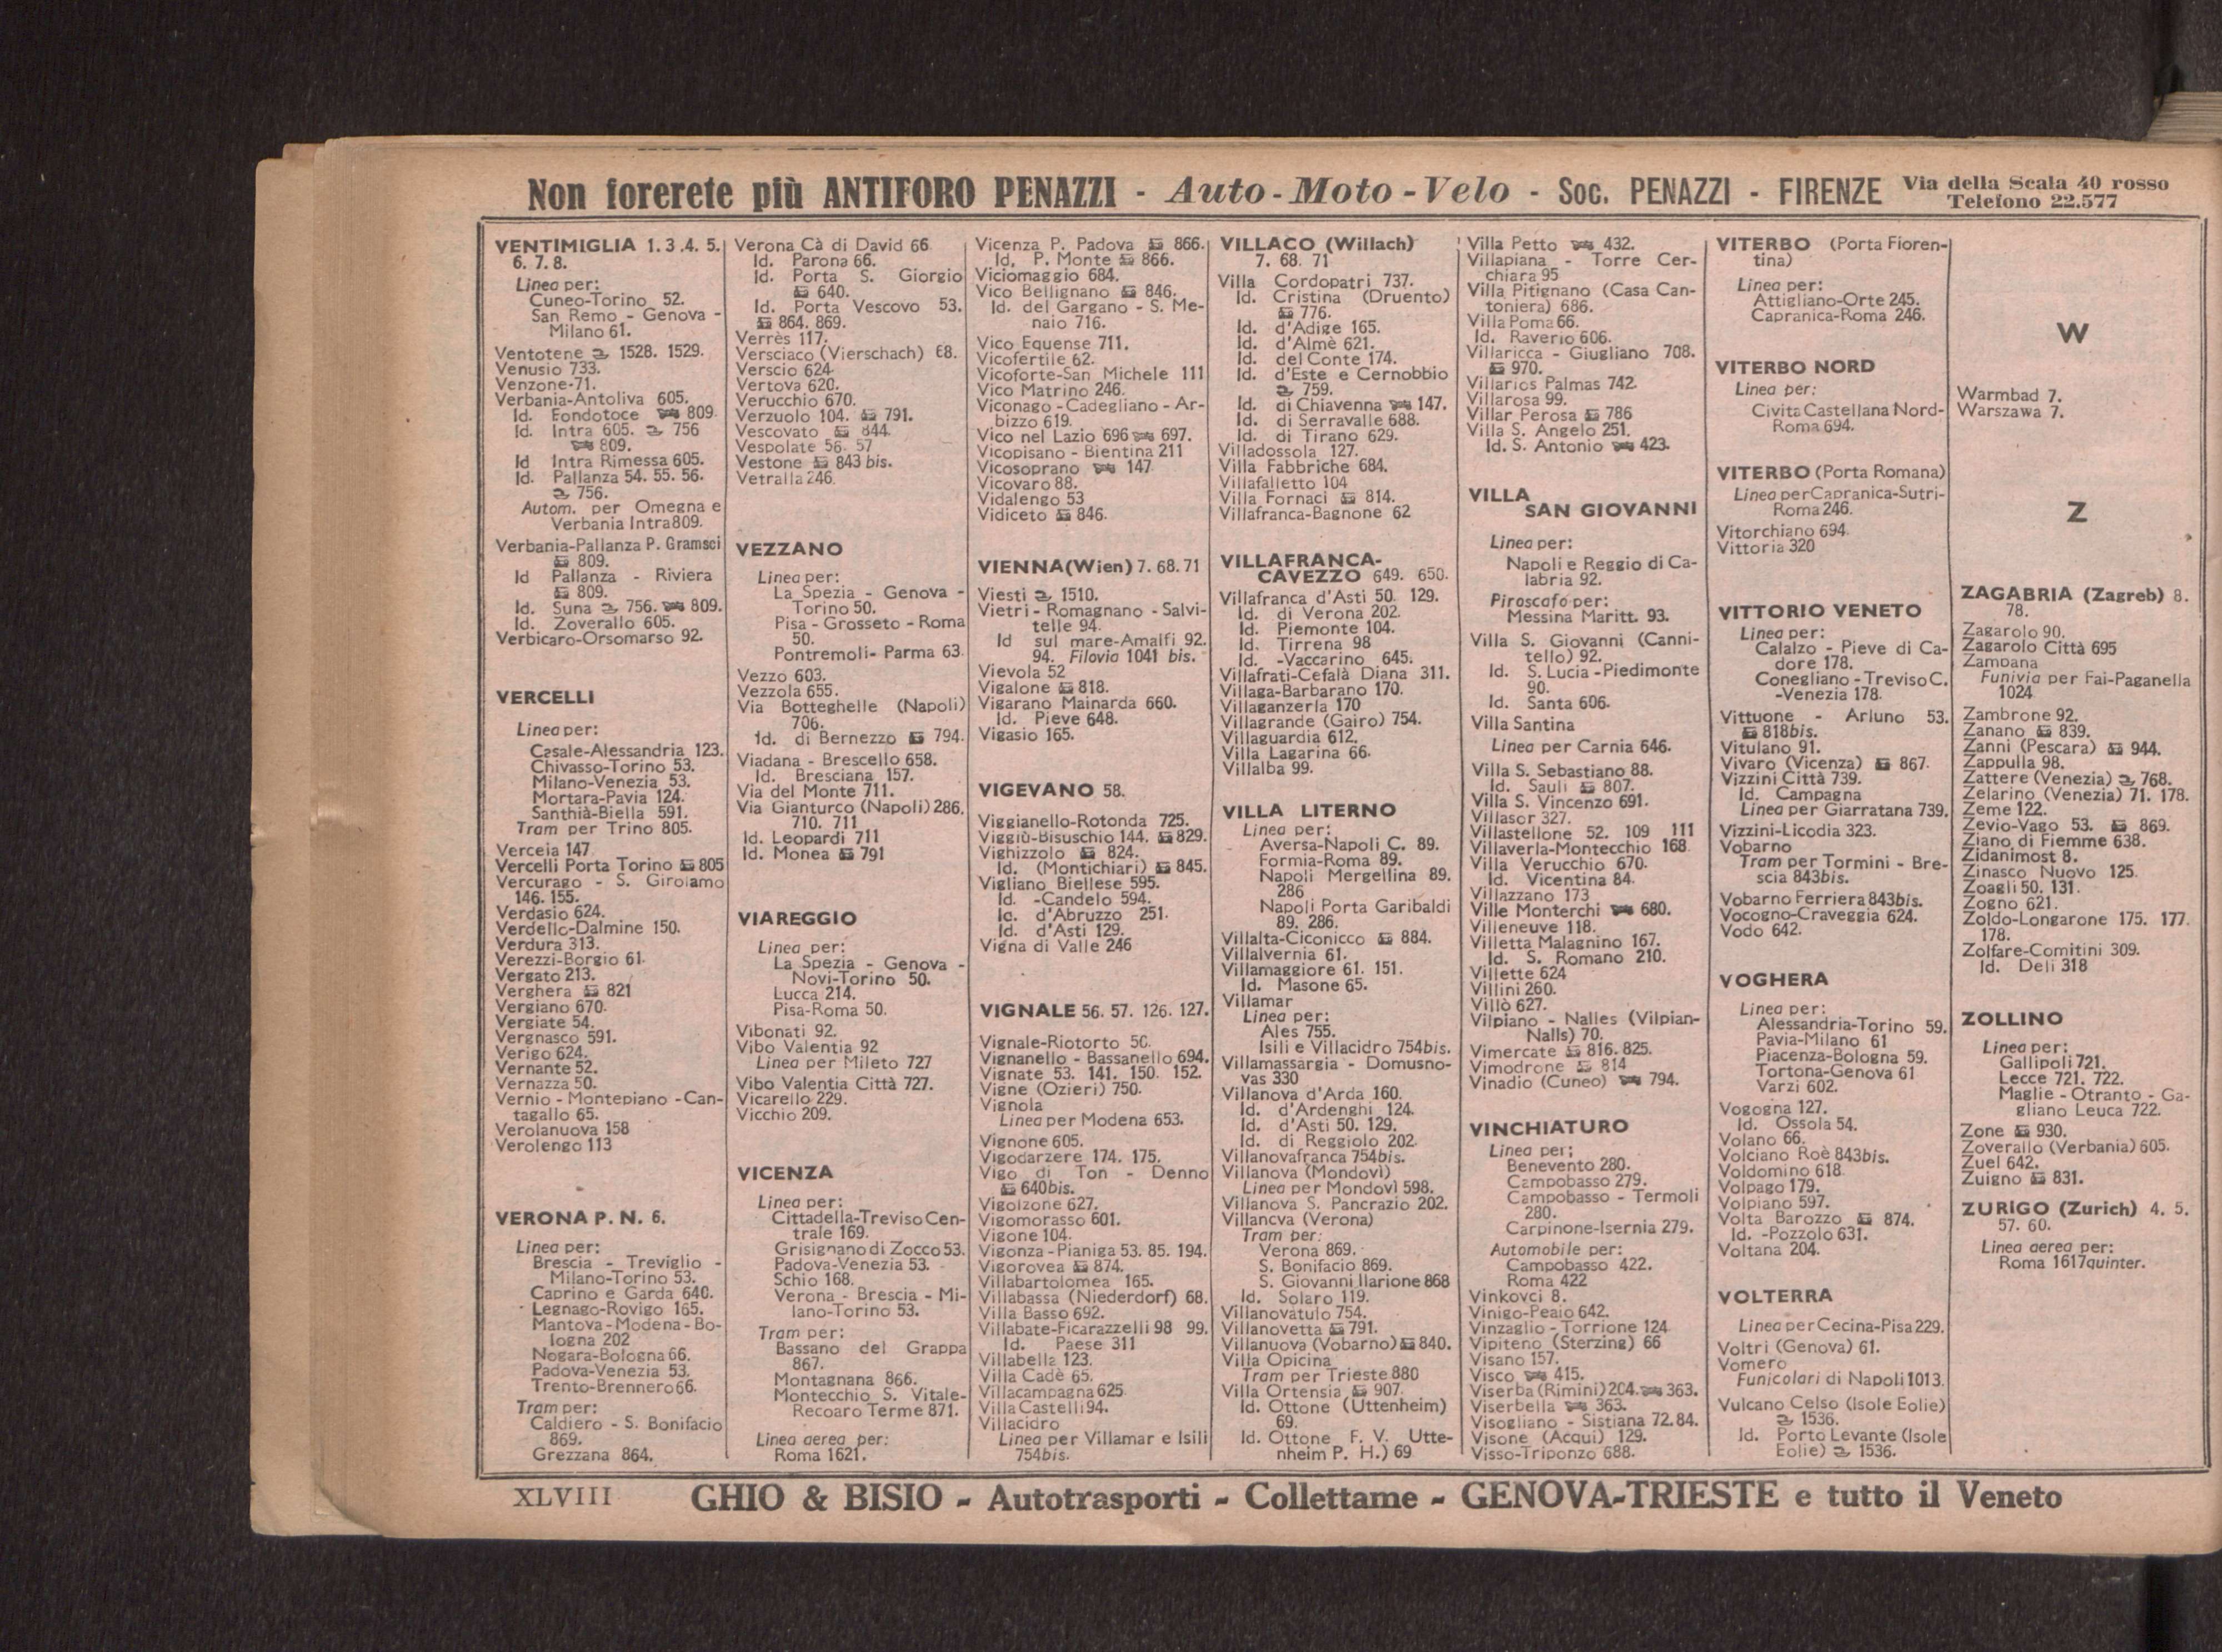 Non forerete più ANTIFORO PENAZZI - Auto-Moto-Velo - Soc. PENAZZI - FIRENZE Via della Scala 40 rosso
Telefono 22.577
VENTIMIGLIA 1. 3 .4. 5.
6. 7. 8.
Linea per:
Cuneo-Torino 52.
San Remo - Genova -
Milano 61.
Ventotene 1528. 1529.
Venusio 733.
Venzone-71.
Verbania-Antoliva 605.
Id. Fondotoce 809.
Id. Intra 605. 756
809.
Id Intra Rimessa 605.
Id. Pallanza 54. 55. 56.
756.
Autom. per Omegna e
Verbania Intra 809.
Verbania-Pallanza P. Gramsci
809.
Id Pallanza - Riviera
809.
Id. Suna 756. 809.
Id. Zoverallo 605.
Verbicaro-Orsomarso 92.
VERCELLI
Linea per:
Casale-Alessandria 123.
Chivasso-Torino 53.
Milano-Venezia 53.
Mortara-Pavia 124.
Santhià-Biella 591.
Tram per Trino 805.
Verceia 147
Vercelli Porta Torino 805
Vercurago - S. Girolamo
146. 155.
Verdasio 624.
Verdello-Dalmine 150.
Verdura 313.
Verezzi-Borgio 61.
Vergato 213.
Verghera 821
Vergiano 670.
Vergiate 54.
Vergnasco 591.
Verigo 624.
Vernante 52.
Vernazza 50.
Vernio - Montepiano - Can-
tagallo 65.
Verolanuova 158
Verolengo 113
VERONA P. N. 6.
Linea per:
Brescia - Treviglio -
Milano-Torino 53.
Caprino e Garda 640.
Legnago-Rovigo 165.
Mantova - Modena - Bo-
logna 202
Nogara-Bologna 66.
Padova-Venezia 53.
Trento-Brennero 66.
Tram per:
Caldiero - S. Bonifacio
869.
Grezzana 864.
Verona Cà di David 66
Id. Parona 66.
Id. Porta S. Giorgio
640.
Id. Porta Vescovo 53.
864. 869.
Verrès 117.
Versciaco (Vierschach) 68.
Verscio 624
Vertova 620.
Verucchio 670.
Verzuolo 104. 791.
Vescovato 844.
Vespolate 56. 57
Vestone 843 bis.
Vetralla 246.
VEZZANO
Linea per:
La Spezia - Genova -
Torino 50.
Pisa - Grosseto - Roma
50.
Pontremoli- Parma 63.
Vezzo 603.
Vezzola 655.
Via Botteghelle (Napoli)
706.
Id. di Bernezzo 794.
Viadana - Brescello 658.
Id. Bresciana 157.
Via del Monte 711.
Via Gianturco (Napoli) 286.
710. 711
Id. Leopardi 711
Id. Monea 791
VIAREGGIO
Linea per:
La Spezia - Genova -
Novi-Torino 50.
Lucca 214.
Pisa-Roma 50.
Vibonati 92.
Vibo Valentia 92
Linea per Mileto 727
Vibo Valentia Città 727.
Vicarello 229.
Vicchio 209.
VICENZA
Linea per:
Cittadella-Treviso Cen-
trale 169.
Grisignano di Zocco 53.
Padova-Venezia 53.
Schio 168.
Verona - Brescia - Mi-
lano-Torino 53.
Tram per:
Bassano del Grappa
867.
Montagnana 866.
Montecchio S. Vitale-
Recoaro Terme 871.
Linea aerea per:
Roma 1621.
Vicenza P. Padova 866.
Id. P. Monte 866.
Viciomaggio 684.
Vico Bellignano 846.
Id. del Gargano - S. Me-
naio 716.
Vico Equense 711.
Vicofertile 62.
Vicoforte-San Michele 111
Vico Matrino 246.
Viconago - Cadegliano - Ar-
bizzo 619.
Vico nel Lazio 696 697.
Vicopisano - Bientina 211
Vicosoprano 147
Vicovaro 88.
Vidalengo 53
Vidiceto 846.
VIENNA (Wien) 7. 68. 71
Viesti 1510.
Vietri - Romagnano - Salvi-
telle 94.
Id sul mare-Amalfi 92.
94. Filovia 1041 bis.
Vievola 52
Vigalone 818.
Vigarano Mainarda 660.
Id. Pieve 648.
Vigasio 165.
VIGEVANO 58.
Viggianello-Rotonda 725.
Viggiù-Bisuschio 144. 829.
Vighizzolo 824.
Id. (Montichiari) 845.
Vigliano Biellese 595.
Id. -Candelo 594.
Id. d'Abruzzo 251.
Id. d'Asti 129.
Vigna di Valle 246
VIGNALE 56. 57. 126. 127.
Vignale-Riotorto 50.
Vignanello - Bassanello 694.
Vignate 53. 141. 150. 152.
Vigne (Ozieri) 750.
Vignola
Linea per Modena 653.
Vignone 605.
Vigodarzere 174. 175.
Vigo di Ton - Denno
640bis.
Vigolzone 627.
Vigomorasso 601.
Vigone 104.
Vigonza - Pianiga 53. 85. 194.
Vigorovea 874.
Villabartolomea 165.
Villabassa (Niederdorf) 68.
Villa Basso 692.
Villabate-Ficarazzelli 98 99.
Id. Paese 311
Villabella 123.
Villa Cadè 65.
Villacampagna 625
Villa Castelli 94.
Villacidro
Linea per Villamar e Isili
754bis.
VILLACO (Willach)
7. 68. 71
Villa Cordopatri 737.
Id. Cristina (Druento)
776.
Id. d'Adige 165.
Id. d'Almè 621.
Id. del Conte 174.
Id. d'Este e Cernobbio
759.
Id. di Chiavenna 147.
Id. di Serravalle 688.
Id. di Tirano 629.
Villadossola 127.
Villa Fabbriche 684.
Villafalletto 104
Villa Fornaci 814.
Villafranca-Bagnone 62
VILLAFRANCA-
CAVEZZO 649. 650.
Villafranca d'Asti 50. 129.
Id. di Verona 202.
Id. Piemonte 104.
Id. Tirrena 98
Id. -Vaccarino 645.
Villafrati-Cefalà Diana 311.
Villaga-Barbarano 170.
Villaganzerla 170
Villagrande (Gairo) 754.
Villaguardia 612.
Villa Lagarina 66.
Villalba 99.
VILLA LITERNO
Linea per:
Aversa-Napoli C. 89.
Formia-Roma 89.
Napoli Mergellina 89.
286
Napoli Porta Garibaldi
89. 286.
Villalta-Ciconicco 884.
Villalvernia 61.
Villamaggiore 61. 151.
Id. Masone 65.
Villamar
Linea per:
Ales 755.
Isili e Villacidro 754bis.
Villamassargia - Domusno-
vas 330
Villanova d'Arda 160.
Id. d'Ardenghi 124.
Id. d'Asti 50. 129.
Id. di Reggiolo 202.
Villanovafranca 754bis.
Villanova (Mondovì)
Linea per Mondovì 598.
Villanova S. Pancrazio 202.
Villanova (Verona)
Tram per:
Verona 869.
S. Bonifacio 869.
S. Giovanni Ilarione 868
Id. Solaro 119.
Villanovatulo 754.
Villanovetta 791.
Villanuova (Vobarno) 840.
Villa Opicina
Tram per Trieste 880
Villa Ortensia 907.
Id. Ottone (Uttenheim)
69.
Id. Ottone F. V. Utte-
nheim P. H.) 69
Villa Petto 432.
Villapiana - Torre Cer-
chiara 95
Villa Pitignano (Casa Can-
toniera) 686.
Villa Poma 66.
Id. Raverio 606.
Villaricca - Giugliano 708.
970.
Villarios Palmas 742.
Villarosa 99.
Villar Perosa 786
Villa S. Angelo 251.
Id. S. Antonio 423.
VILLA
SAN GIOVANNI
Linea per:
Napoli e Reggio di Ca-
labria 92.
Piroscafo per:
Messina Maritt. 93.
Villa S. Giovanni (Canni-
tello) 92.
Id. S. Lucia - Piedimonte
90.
Id. Santa 606.
Villa Santina
Linea per Carnia 646.
Villa S. Sebastiano 88.
Id. Sauli 807.
Villa S. Vincenzo 691.
Villasor 327.
Villastellone 52. 109 111
Villaverla-Montecchio 168.
Villa Verucchio 670.
Id. Vicentina 84.
Villazzano 173
Ville Monterchi 680.
Villeneuve 118.
Villetta Malagnino 167.
Id. S. Romano 210.
Villette 624
Villini 260.
Villò 627.
Vilpiano - Nalles (Vilpian-
Nalls) 70.
Vimercate 816. 825.
Vimodrone 814
Vinadio (Cuneo) 794.
VINCHIATURO
Linea per;
Benevento 280.
Campobasso 279.
Campobasso - Termoli
280.
Carpinone-Isernia 279.
Automobile per:
Campobasso 422.
Roma 422
Vinkovci 8.
Vinigo-Peaio 642.
Vinzaglio - Torrione 124
Vipiteno (Sterzing) 66
Visano 157.
Visco 415.
Viserba (Rimini) 204. 363.
Viserbella 363.
Visogliano - Sistiana 72. 84.
Visone (Acqui) 129.
Visso-Triponzo 688.
VITERBO (Porta Fioren-
tina)
Linea per:
Attigliano-Orte 245.
Capranica-Roma 246.
VITERBO NORD
Linea per:
Civita Castellana Nord-
Roma 694.
VITERBO (Porta Romana)
Linea per Capranica-Sutri-
Roma 246.
Vitorchiano 694.
Vittoria 320
VITTORIO VENETO
Linea per:
Calalzo - Pieve di Ca-
dore 178.
Conegliano - Treviso C.
-Venezia 178.
Vittuone - Arluno 53.
818bis.
Vitulano 91.
Vivaro (Vicenza) 867.
Vizzini Città 739.
Id. Campagna
Linea per Giarratana 739.
Vizzini-Licodia 323.
Vobarno
Tram per Tormini - Bre-
scia 843bis.
Vobarno Ferriera 843bis.
Vocogno-Craveggia 624.
Vodo 642.
VOGHERA
Linea per:
Alessandria-Torino 59.
Pavia-Milano 61
Piacenza-Bologna 59.
Tortona-Genova 61
Varzi 602.
Vogogna 127.
Id. Ossola 54.
Volano 66.
Volciano Roè 843bis.
Voldomino 618.
Volpago 179.
Volpiano 597.
Volta Barozzo 874.
Id. -Pozzolo 631.
Voltana 204.
VOLTERRA
Linea per Cecina-Pisa 229.
Voltri (Genova) 61.
Vomero
Funicolari di Napoli 1013.
Vulcano Celso (Isole Eolie)
1536.
Id. Porto Levante (Isole
Eolie) 1536.
W
Warmbad 7.
Warszawa 7.
Z
ZAGABRIA (Zagreb) 8.
78.
Zagarolo 90.
Zagarolo Città 695
Zambana
Funivia per Fai-Paganella
1024
Zambrone 92.
Zanano 839.
Zanni (Pescara) 944.
Zappulla 98.
Zattere (Venezia) 768.
Zelarino (Venezia) 71. 178.
Zeme 122.
Zevio-Vago 53. 869.
Ziano di Fiemme 638.
Zidanimost 8.
Zinasco Nuovo 125.
Zoagli 50. 131.
Zogno 621.
Zoldo-Longarone 175. 177.
178.
Zolfare-Comitini 309.
Id. Deli 318
ZOLLINO
Linea per:
Gallipoli 721.
Lecce 721. 722.
Maglie - Otranto - Ga-
gliano Leuca 722.
Zone 930.
Zoverallo (Verbania) 605.
Zuel 642.
Zuigno 831.
ZURIGO (Zurich) 4. 5.
57. 60.
Linea aerea per:
Roma 1617quinter.
XLVIII GHIO & BISIO - Autotrasporti - Collettame - GENOVA-TRIESTE e tutto il Veneto